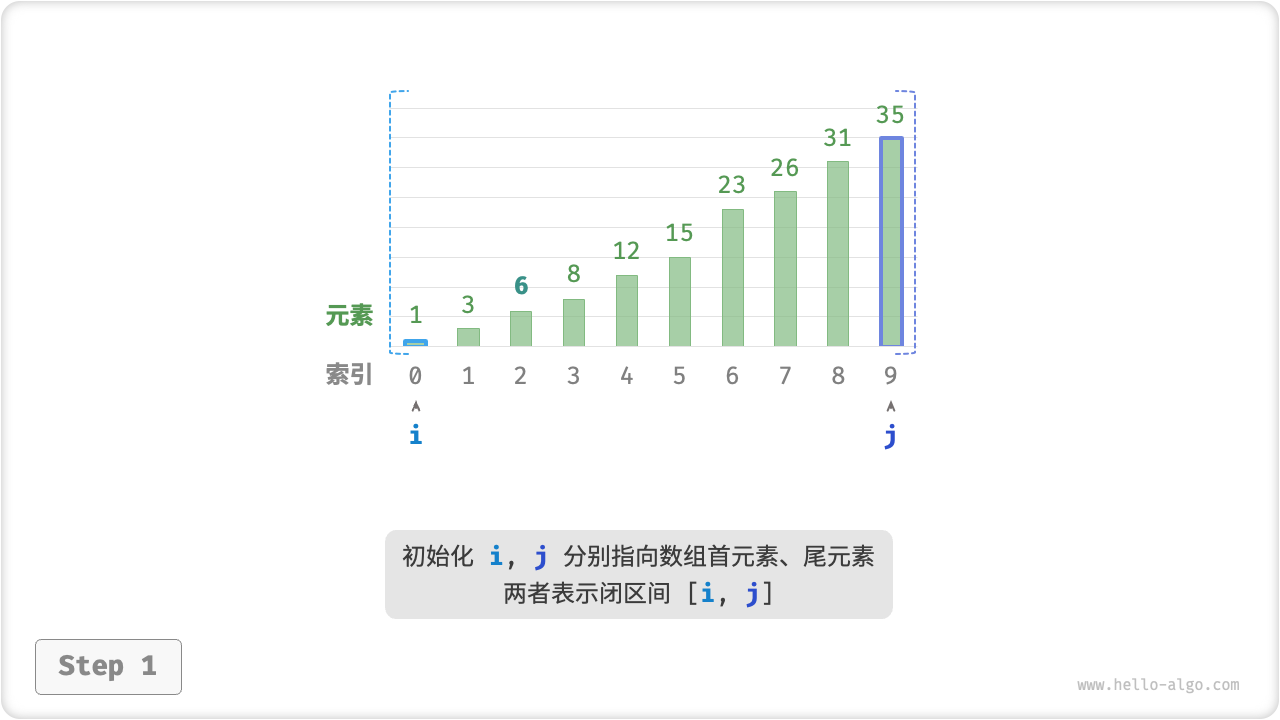 35
31
26
23
15
12
8
6
3
元素 1
索引 0 1 2 3 4 5 6 7 8 9
i j
初始化 i, j 分别指向数组首元素、尾元素
两者表示闭区间 [i, j]
Step 1
www.hello-algo.com